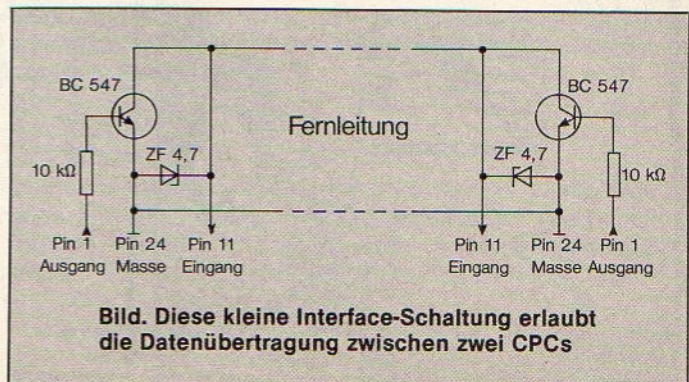 BC 547
BC 547
Fernleitung
ZF 4,7
ZF 4,7
10 kΩ
10 kΩ
Pin 1 Pin 24 Pin 11
Ausgang Masse Eingang
Pin 11 Pin 24 Pin 1
Eingang Masse Ausgang
Bild. Diese kleine Interface-Schaltung erlaubt
die Datenübertragung zwischen zwei CPCs